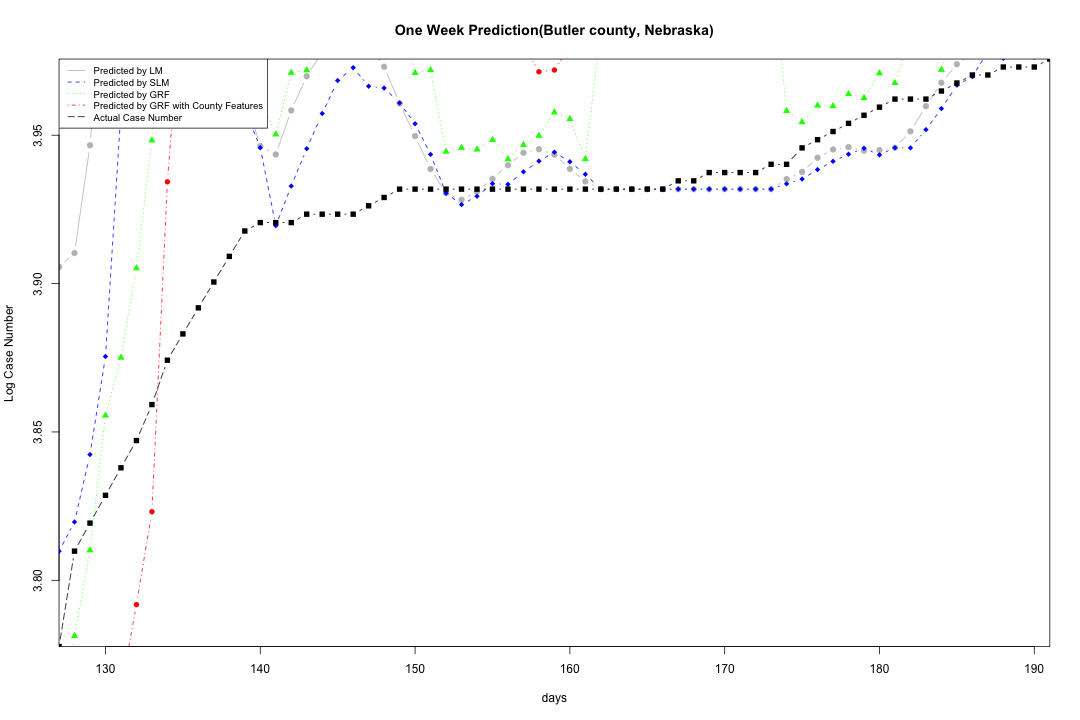 One Week Prediction(Butler county, Nebraska)
Predicted by LM
Predicted by SLM
Predicted by GRF
Predicted by GRF with County Features
Actual Case Number
Log Case Number
3.95
3.90
3.85
3.80
130 140 150 160 170 180 190
days